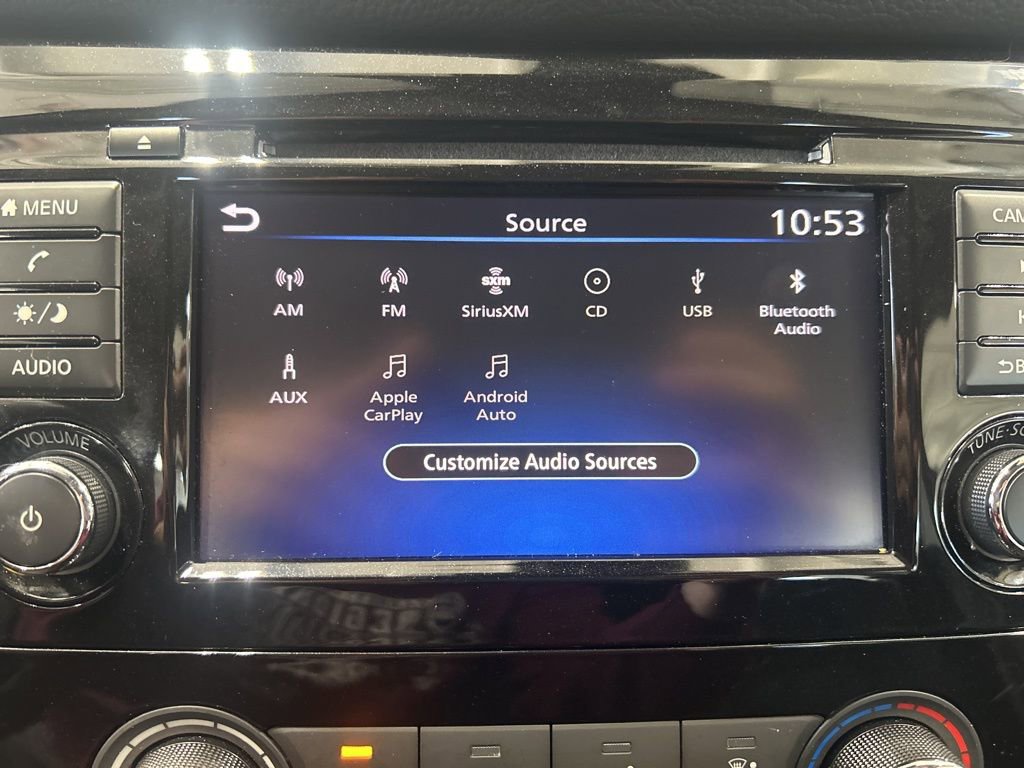 MENU
CAM
Source
10:53
AM
FM
sxm
SiriusXM
CD
USB
Bluetooth
Audio
AUDIO
AUX
Apple
CarPlay
Android
Auto
Customize Audio Sources
VOLUME